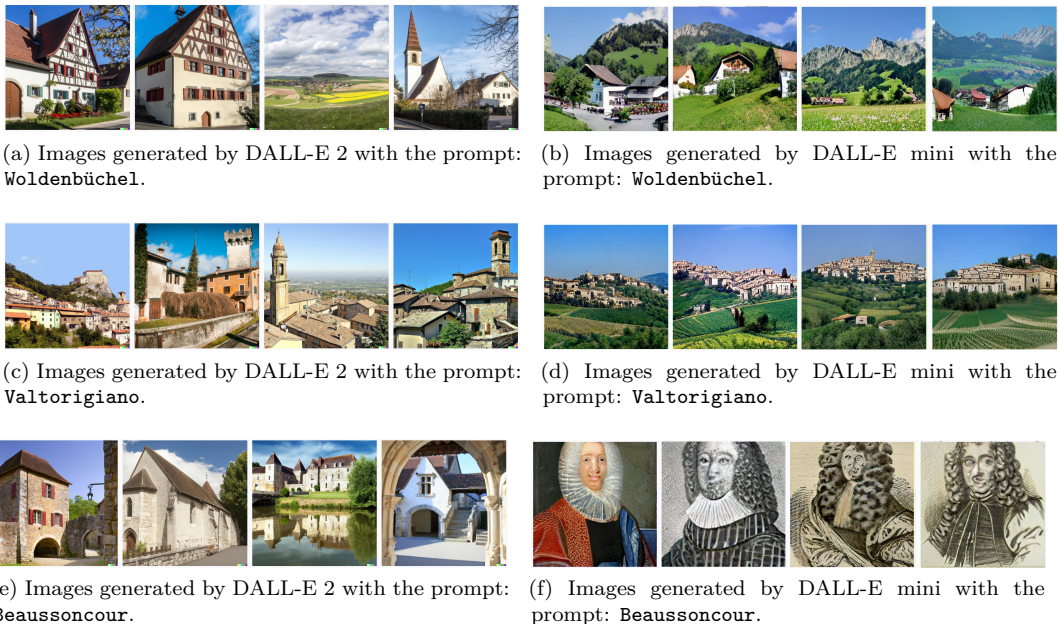 (a) Images generated by DALL-E 2 with the prompt:
Woldenbüchel.
(b) Images generated by DALL-E mini with the
prompt: Woldenbüchel.
(c) Images generated by DALL-E 2 with the prompt:
Valtorigiano.
(d) Images generated by DALL-E mini with the
prompt: Valtorigiano.
e) Images generated by DALL-E 2 with the prompt:
Beaussoncour.
(f) Images generated by DALL-E mini with the
prompt: Beaussoncour.